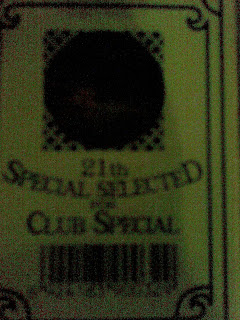 21th
SPECIAL SELECTED
FOR
CLUB SPECIAL